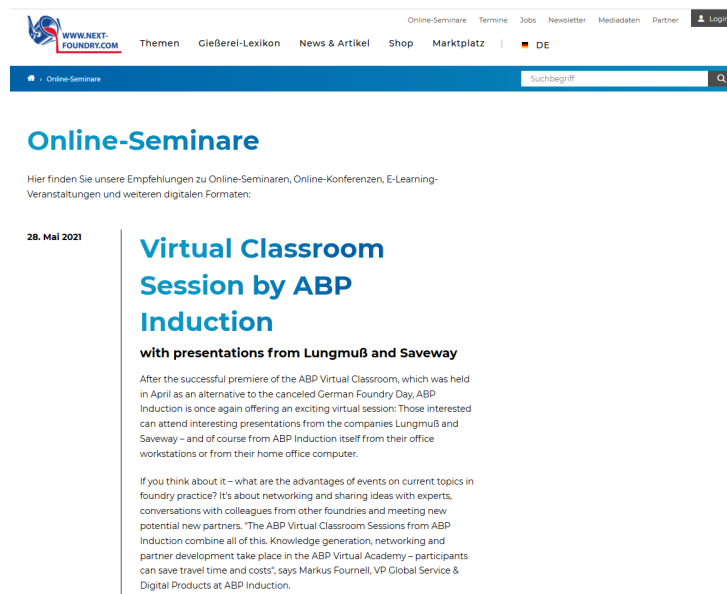 Online-Seminare Termine Jobs Newsletter Mediadaten Partner Login
WWW.NEXT-
FOUNDRY.COM
Themen Gießerei-Lexikon News & Artikel Shop Marktplatz | DE
› Online-Seminare
Suchbegriff
Online-Seminare
Hier finden Sie unsere Empfehlungen zu Online-Seminaren, Online-Konferenzen, E-Learning-
Veranstaltungen und weiteren digitalen Formaten:
28. Mai 2021
Virtual Classroom
Session by ABP
Induction
with presentations from Lungmuß and Saveway
After the successful premiere of the ABP Virtual Classroom, which was held
in April as an alternative to the canceled German Foundry Day, ABP
Induction is once again offering an exciting virtual session: Those interested
can attend interesting presentations from the companies Lungmuß and
Saveway – and of course from ABP Induction itself from their office
workstations or from their home office computer.
If you think about it – what are the advantages of events on current topics in
foundry practice? It's about networking and sharing ideas with experts,
conversations with colleagues from other foundries and meeting new
potential new partners. "The ABP Virtual Classroom Sessions from ABP
Induction combine all of this. Knowledge generation, networking and
partner development take place in the ABP Virtual Academy – participants
can save travel time and costs", says Markus Fournell, VP Global Service &
Digital Products at ABP Induction.